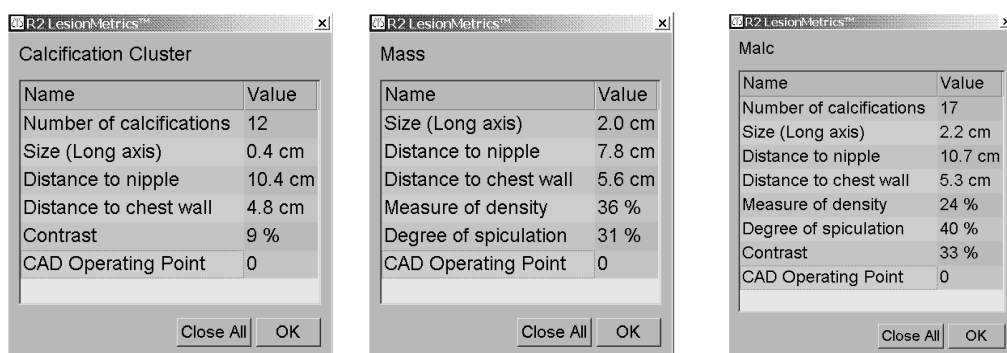 R2 LesionMetrics™
Calcification Cluster
Name Value
Number of calcifications 12
Size (Long axis) 0.4 cm
Distance to nipple 10.4 cm
Distance to chest wall 4.8 cm
Contrast 9 %
CAD Operating Point 0
Close All OK
R2 LesionMetrics™
Mass
Name Value
Size (Long axis) 2.0 cm
Distance to nipple 7.8 cm
Distance to chest wall 5.6 cm
Measure of density 36 %
Degree of spiculation 31 %
CAD Operating Point 0
Close All OK
R2 LesionMetrics™
Malc
Name Value
Number of calcifications 17
Size (Long axis) 2.2 cm
Distance to nipple 10.7 cm
Distance to chest wall 5.3 cm
Measure of density 24 %
Degree of spiculation 40 %
Contrast 33 %
CAD Operating Point 0
Close All OK